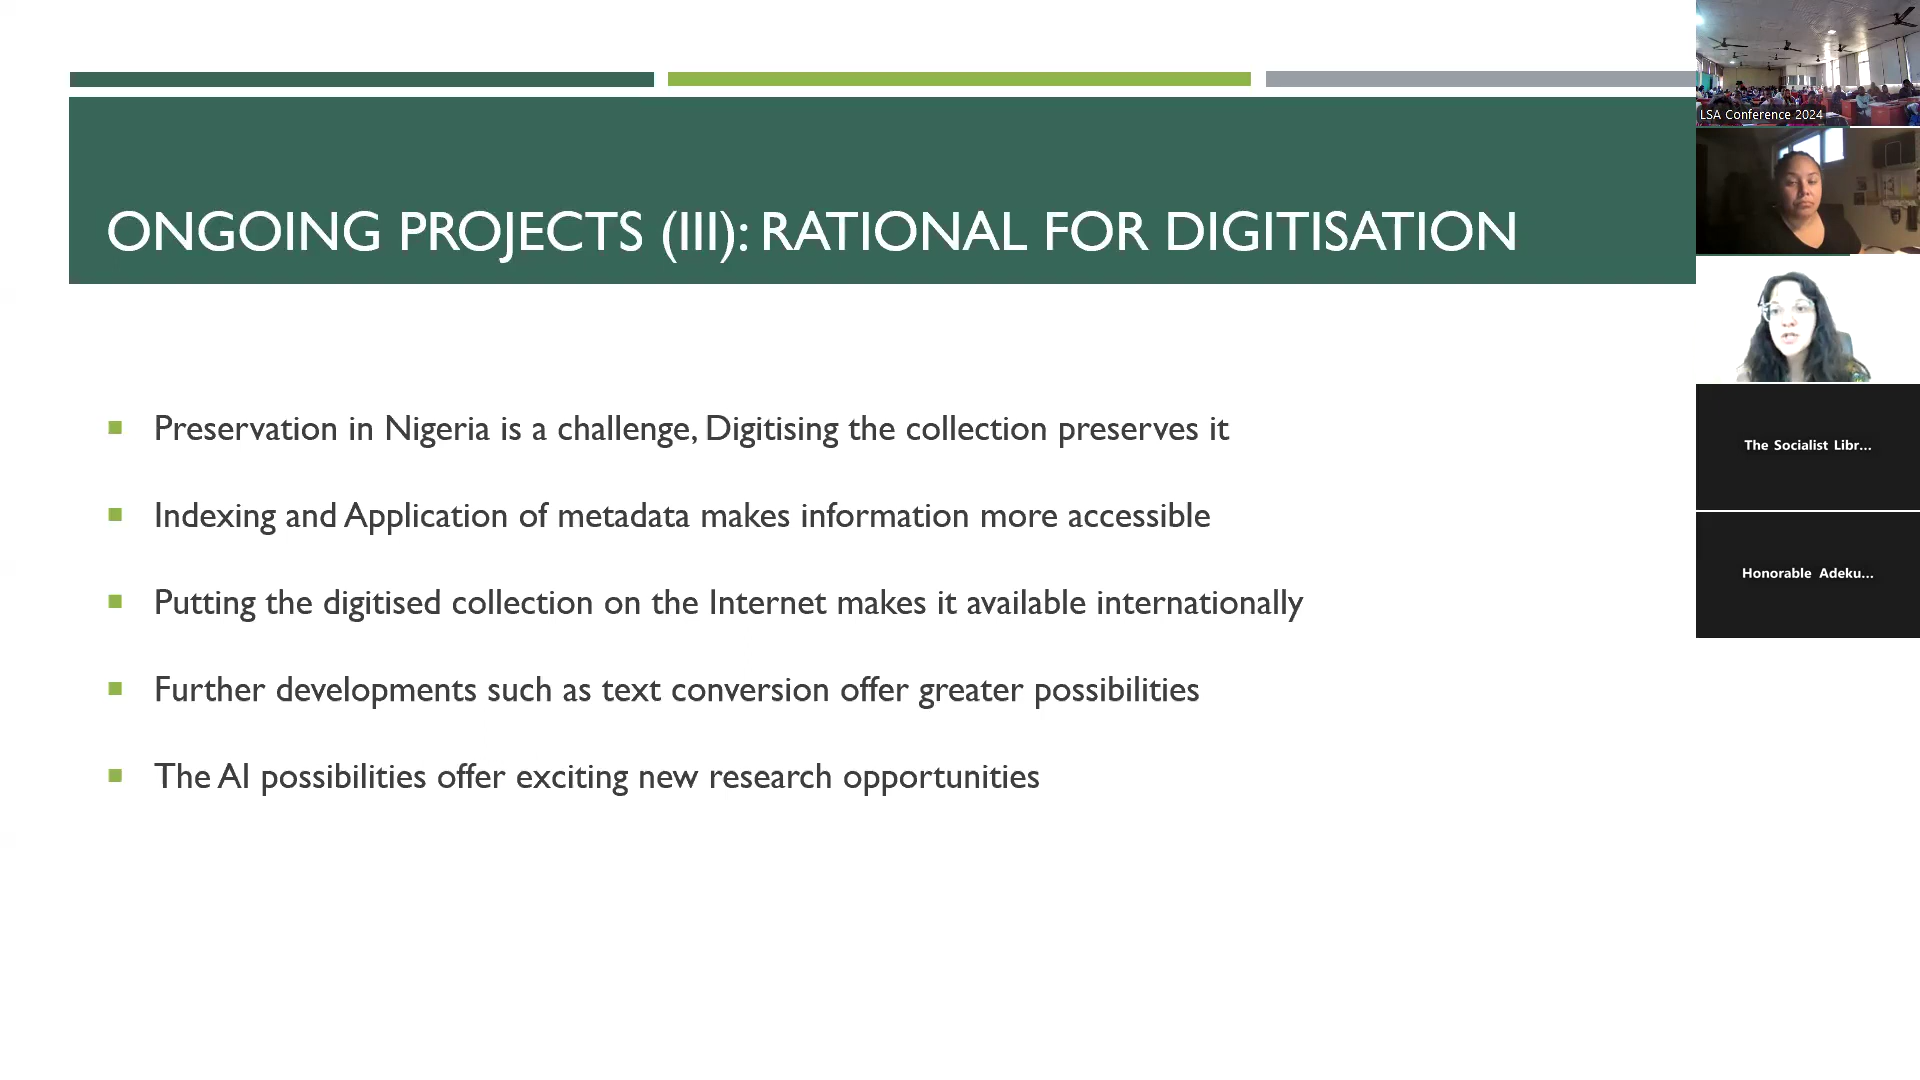 ONGOING PROJECTS (III): RATIONAL FOR DIGITISATION
Preservation in Nigeria is a challenge, Digitising the collection preserves it
Indexing and Application of metadata makes information more accessible
Putting the digitised collection on the Internet makes it available internationally
Further developments such as text conversion offer greater possibilities
The AI possibilities offer exciting new research opportunities
LSA Conference 2024
The Socialist Libr...
Honorable Adeku...